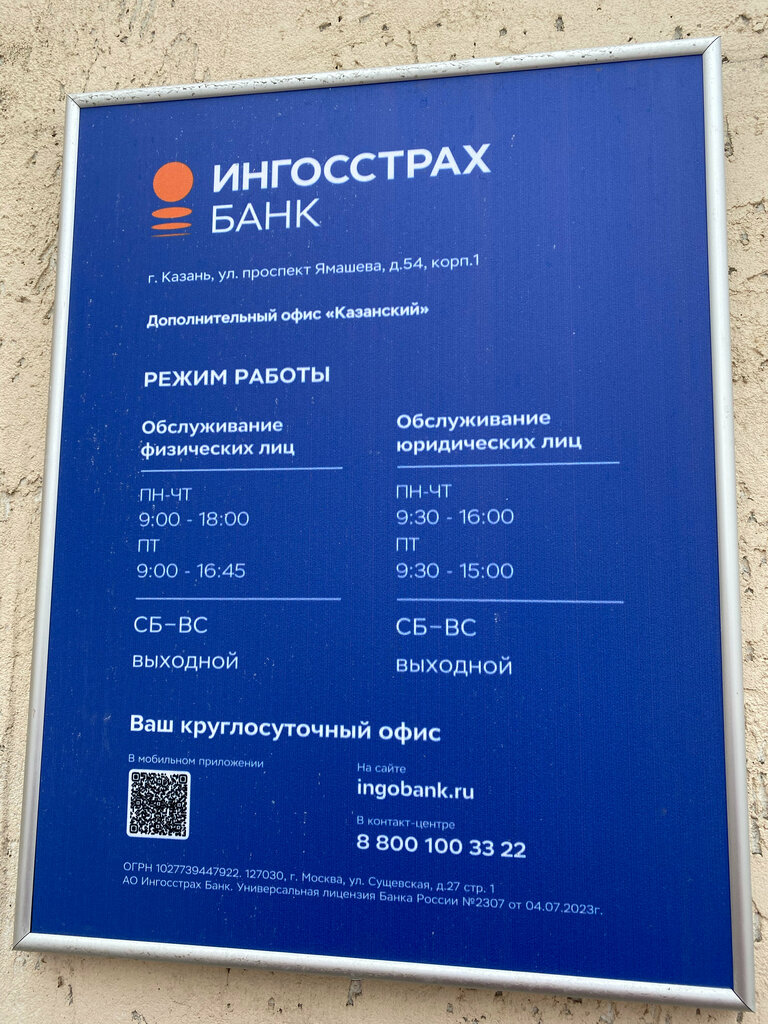 ИНГОССТРАХ
БАНК
г. Казань, ул. проспект Ямашева, д.54, корп.1
Дополнительный офис «Казанский»
РЕЖИМ РАБОТЫ
Обслуживание
физических лиц
ПН-ЧТ
9:00 - 18:00
ПТ
9:00 - 16:45
СБ–ВС
ВЫХОДНОЙ
Обслуживание
юридических лиц
ПН-ЧТ
9:30 - 16:00
ПТ
9:30 - 15:00
СБ–ВС
ВЫХОДНОЙ
Ваш круглосуточный офис
В мобильном приложении
На сайте
ingobank.ru
В контакт-центре
8 800 100 33 22
ОГРН 1027739447922. 127030, г. Москва, ул. Сущевская, д.27 стр. 1
АО Ингосстрах Банк. Универсальная лицензия Банка России №2307 от 04.07.2023г.